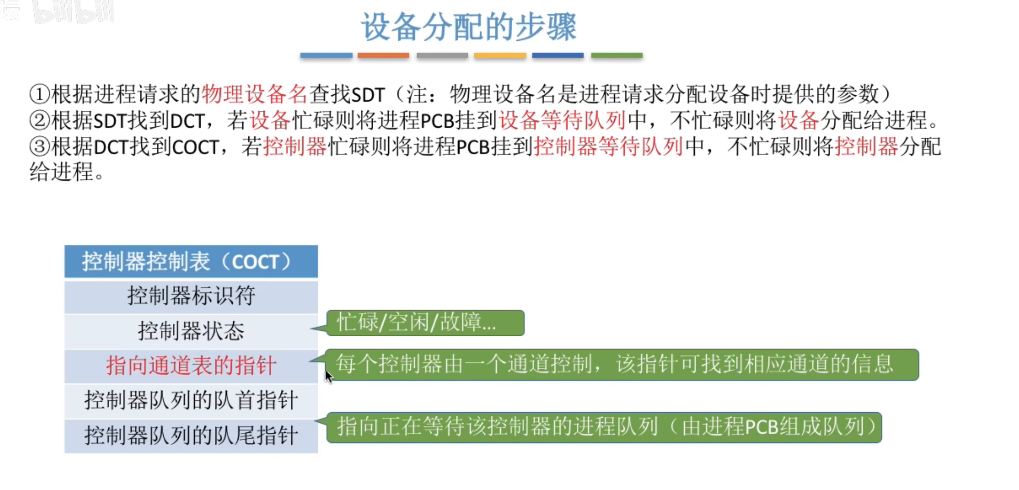 设备分配的步骤
①根据进程请求的物理设备名查找SDT（注：物理设备名是进程请求分配设备时提供的参数）
②根据SDT找到DCT，若设备忙碌则将进程PCB挂到设备等待队列中，不忙碌则将设备分配给进程。
③根据DCT找到COCT，若控制器忙碌则将进程PCB挂到控制器等待队列中，不忙碌则将控制器分配
给进程。
控制器控制表（COCT）
控制器标识符
控制器状态
忙碌/空闲/故障...
指向通道表的指针
每个控制器由一个通道控制，该指针可找到相应通道的信息
控制器队列的队首指针
控制器队列的队尾指针
指向正在等待该控制器的进程队列（由进程PCB组成队列）